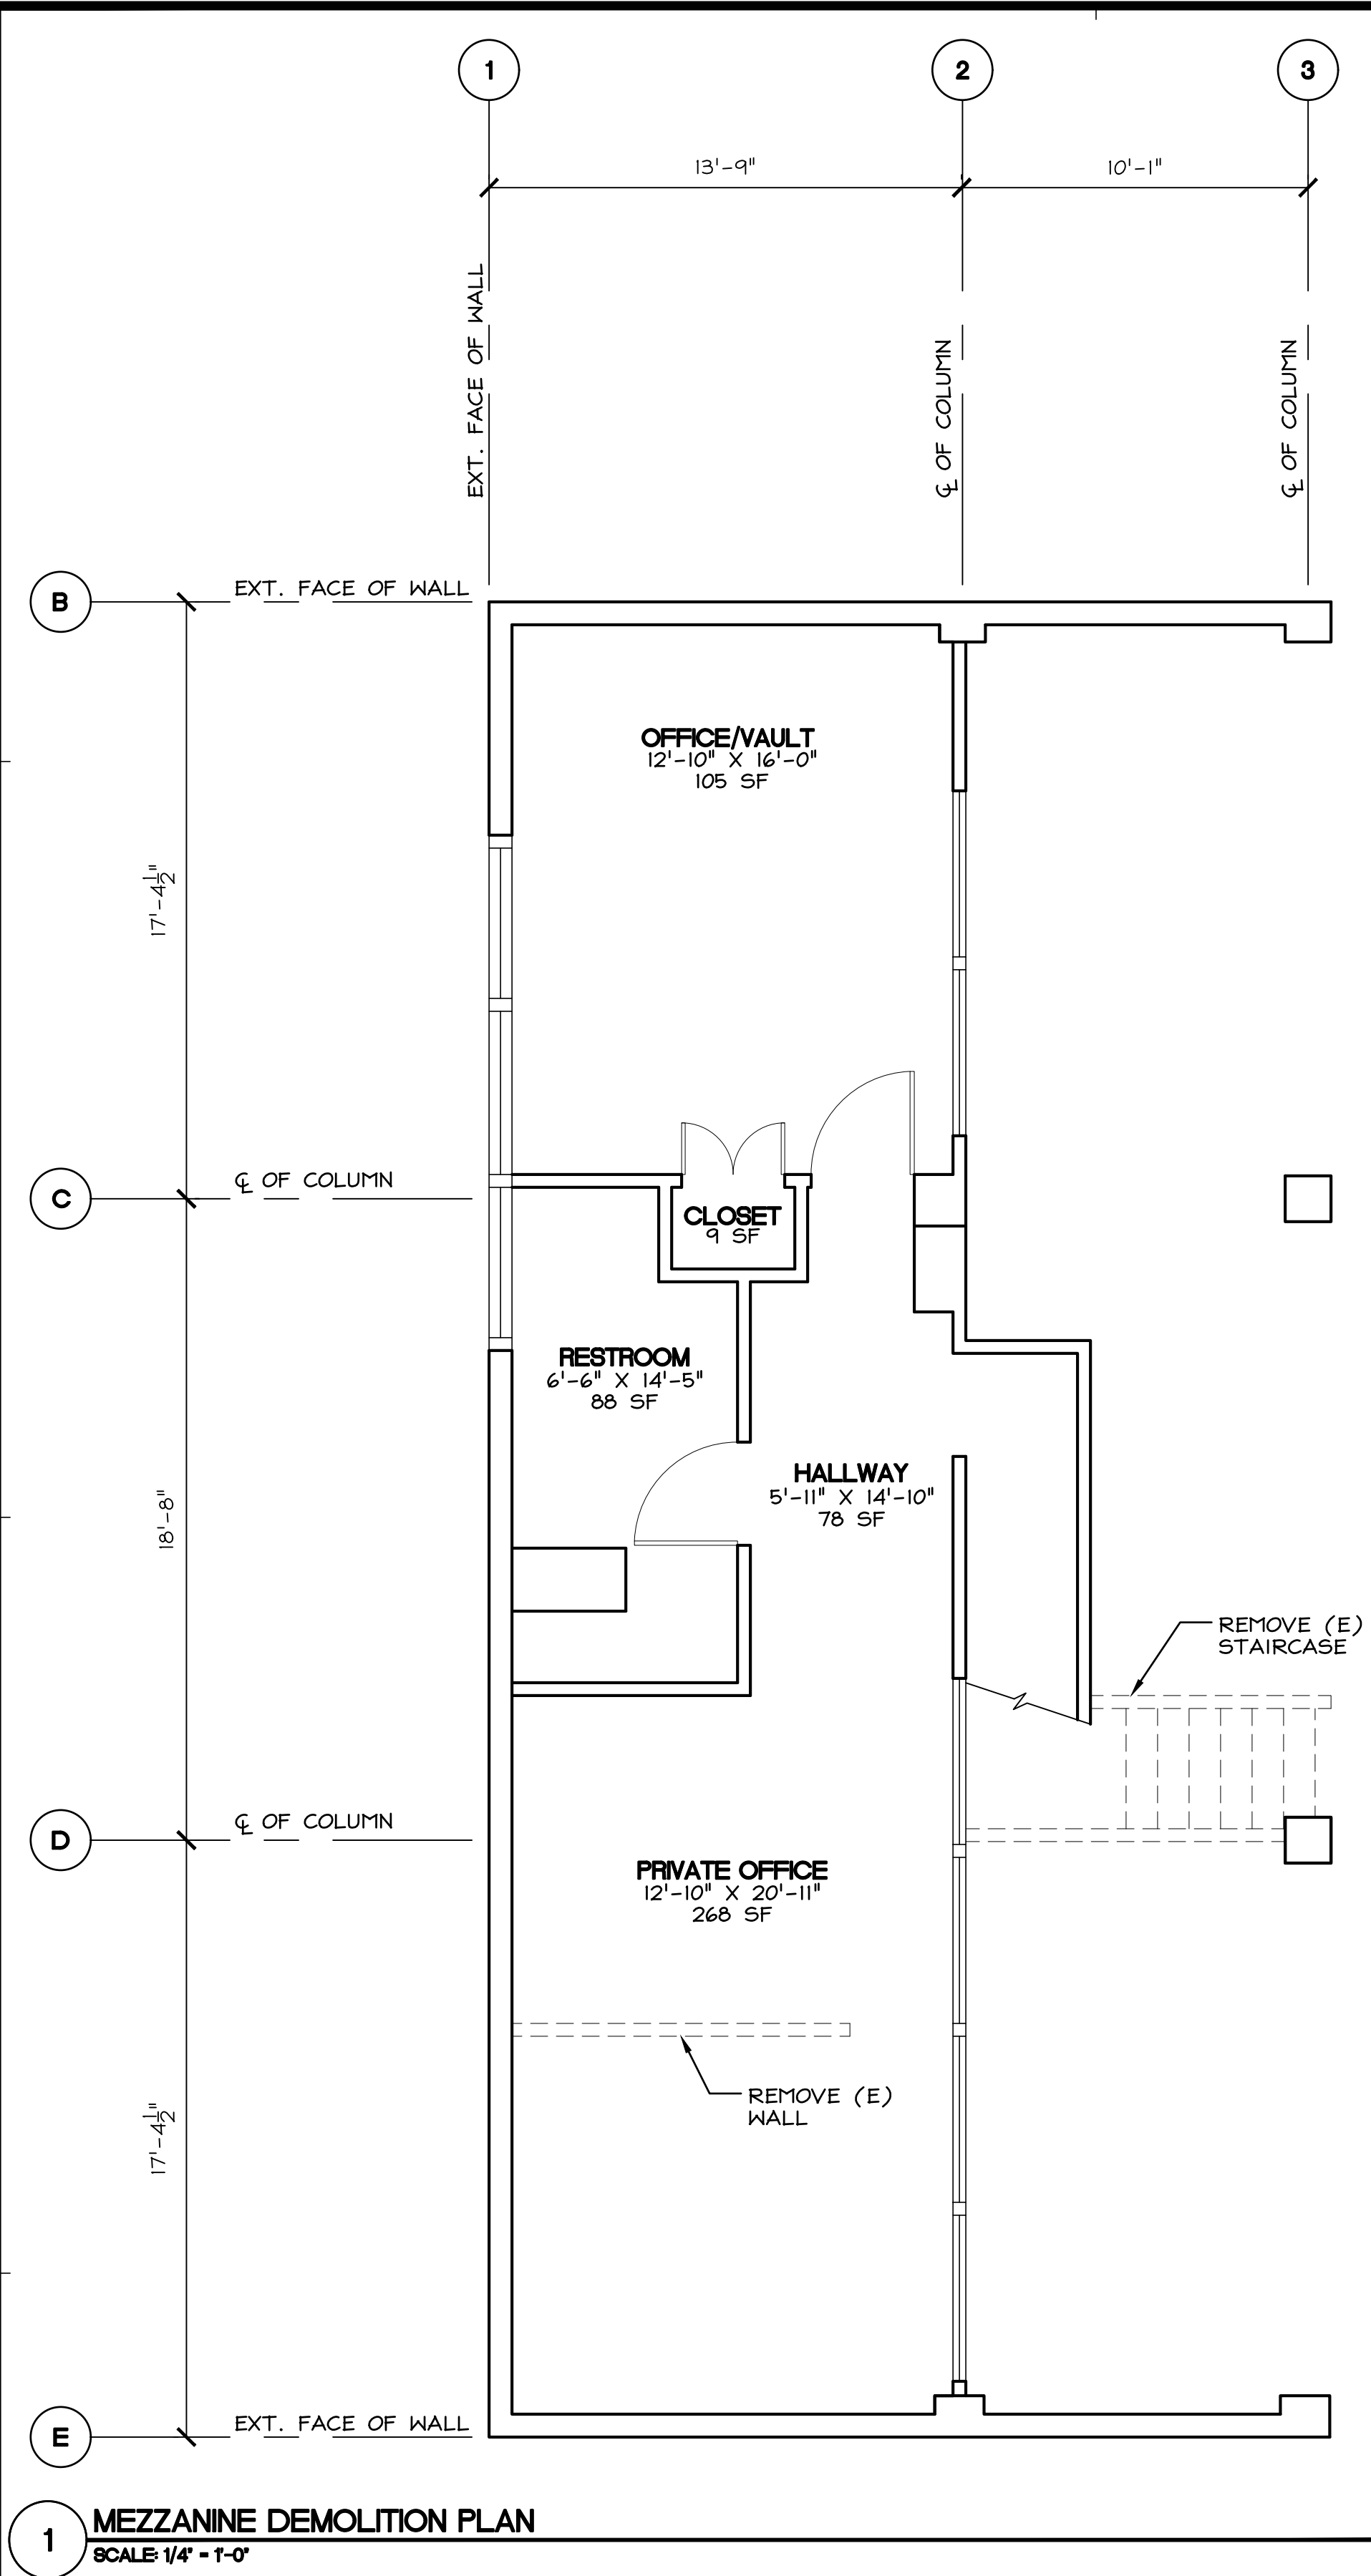 1
2
3
13'-9"
10'-1"
EXT. FACE OF WALL
℄ OF COLUMN
℄ OF COLUMN
B
EXT. FACE OF WALL
OFFICE/VAULT
12'-10" X 16'-0"
105 SF
17'-4½"
C
℄ OF COLUMN
CLOSET
9 SF
RESTROOM
6'-6" X 14'-5"
88 SF
HALLWAY
5'-11" X 14'-10"
78 SF
18'-8"
REMOVE (E)
STAIRCASE
D
℄ OF COLUMN
PRIVATE OFFICE
12'-10" X 20'-11"
268 SF
REMOVE (E)
WALL
17'-4½"
E
EXT. FACE OF WALL
1
MEZZANINE DEMOLITION PLAN
SCALE: 1/4" = 1'-0"